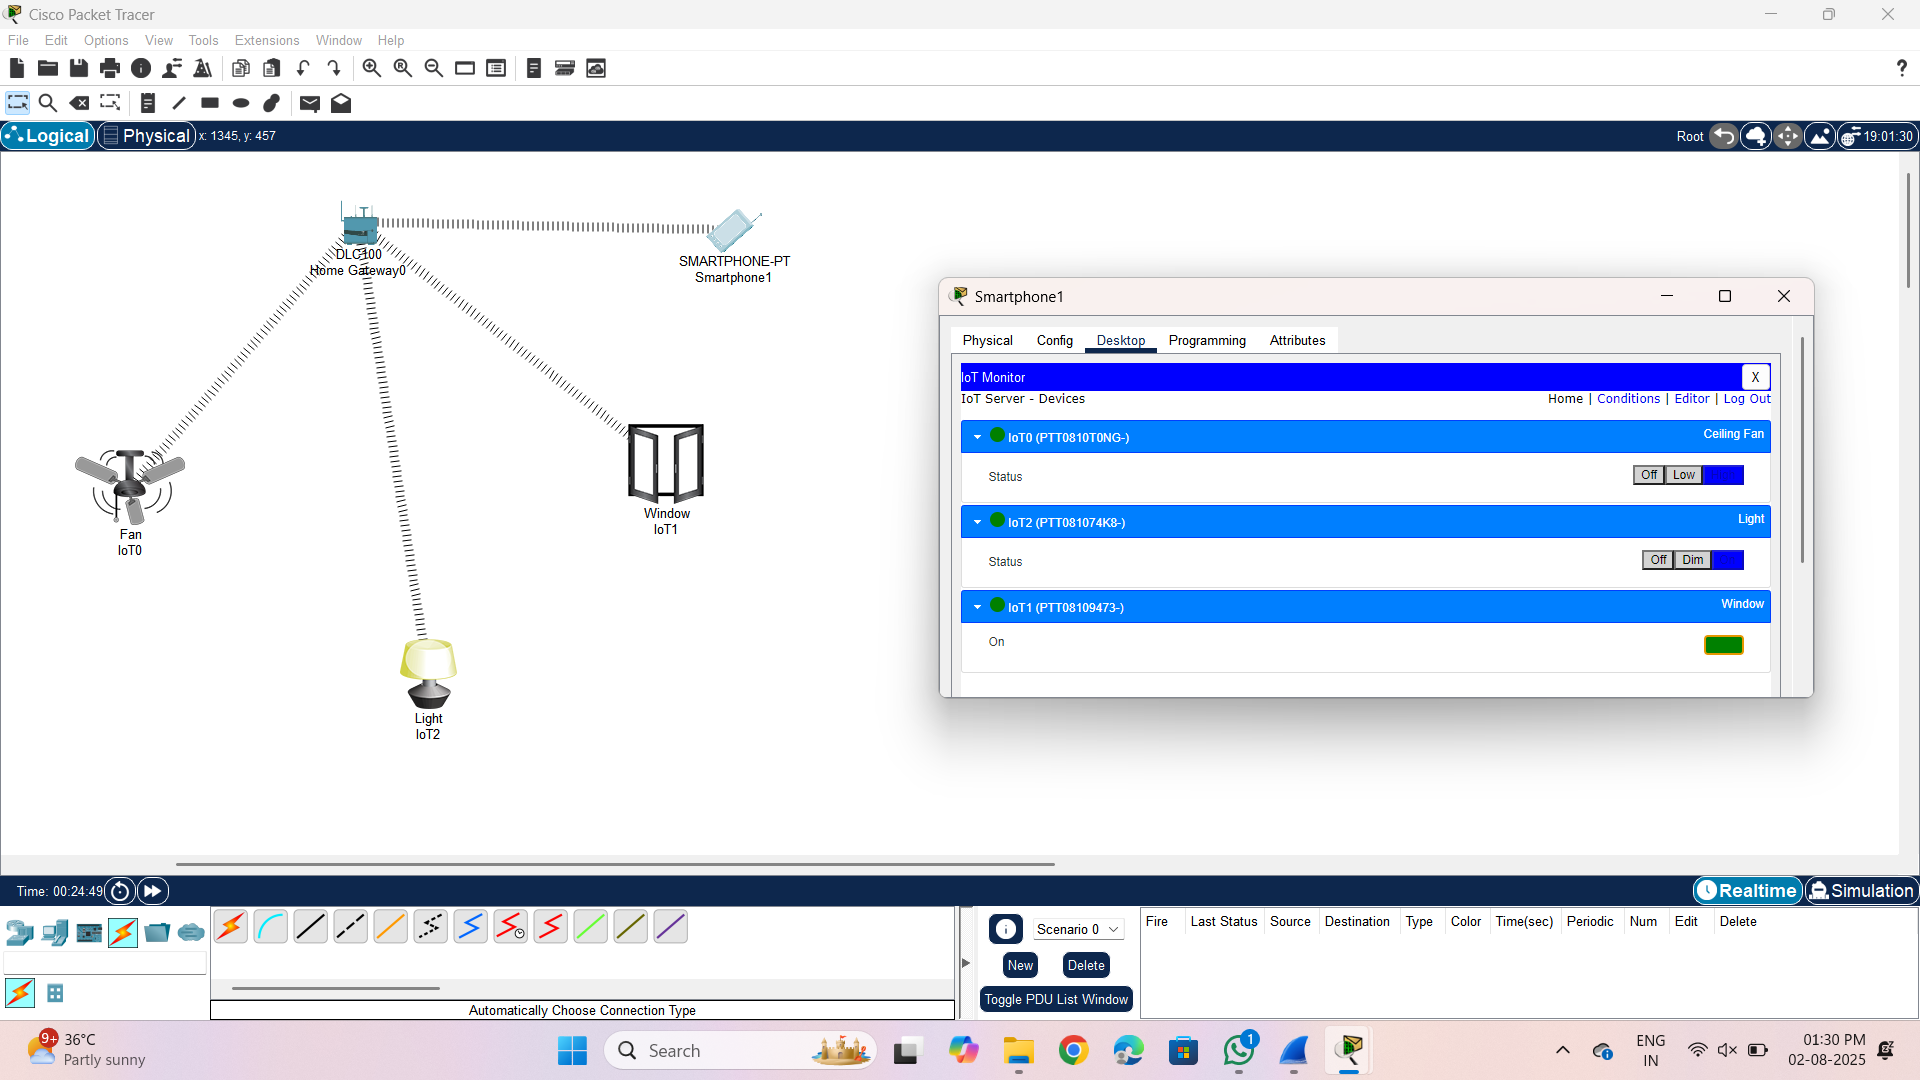 Cisco Packet Tracer
File Edit Options View Tools Extensions Window Help
?
Logical Physical x: 1345, y: 457
Root 19:01:30
DLC100
Home Gateway0
SMARTPHONE-PT
Smartphone1
Fan
IoT0
Window
IoT1
Light
IoT2
Smartphone1
Physical Config Desktop Programming Attributes
IoT Monitor X
IoT Server - Devices Home | Conditions | Editor | Log Out
IoT0 (PTT0810T0NG-) Ceiling Fan
Status Off Low
IoT2 (PTT081074K8-) Light
Status Off Dim
IoT1 (PTT08109473-) Window
On
Time: 00:24:49 Realtime Simulation
Automatically Choose Connection Type
Scenario 0
New Delete
Toggle PDU List Window
Fire Last Status Source Destination Type Color Time(sec) Periodic Num Edit Delete
9+ 36°C
Partly sunny
Search
1
ENG
IN
01:30 PM
02-08-2025